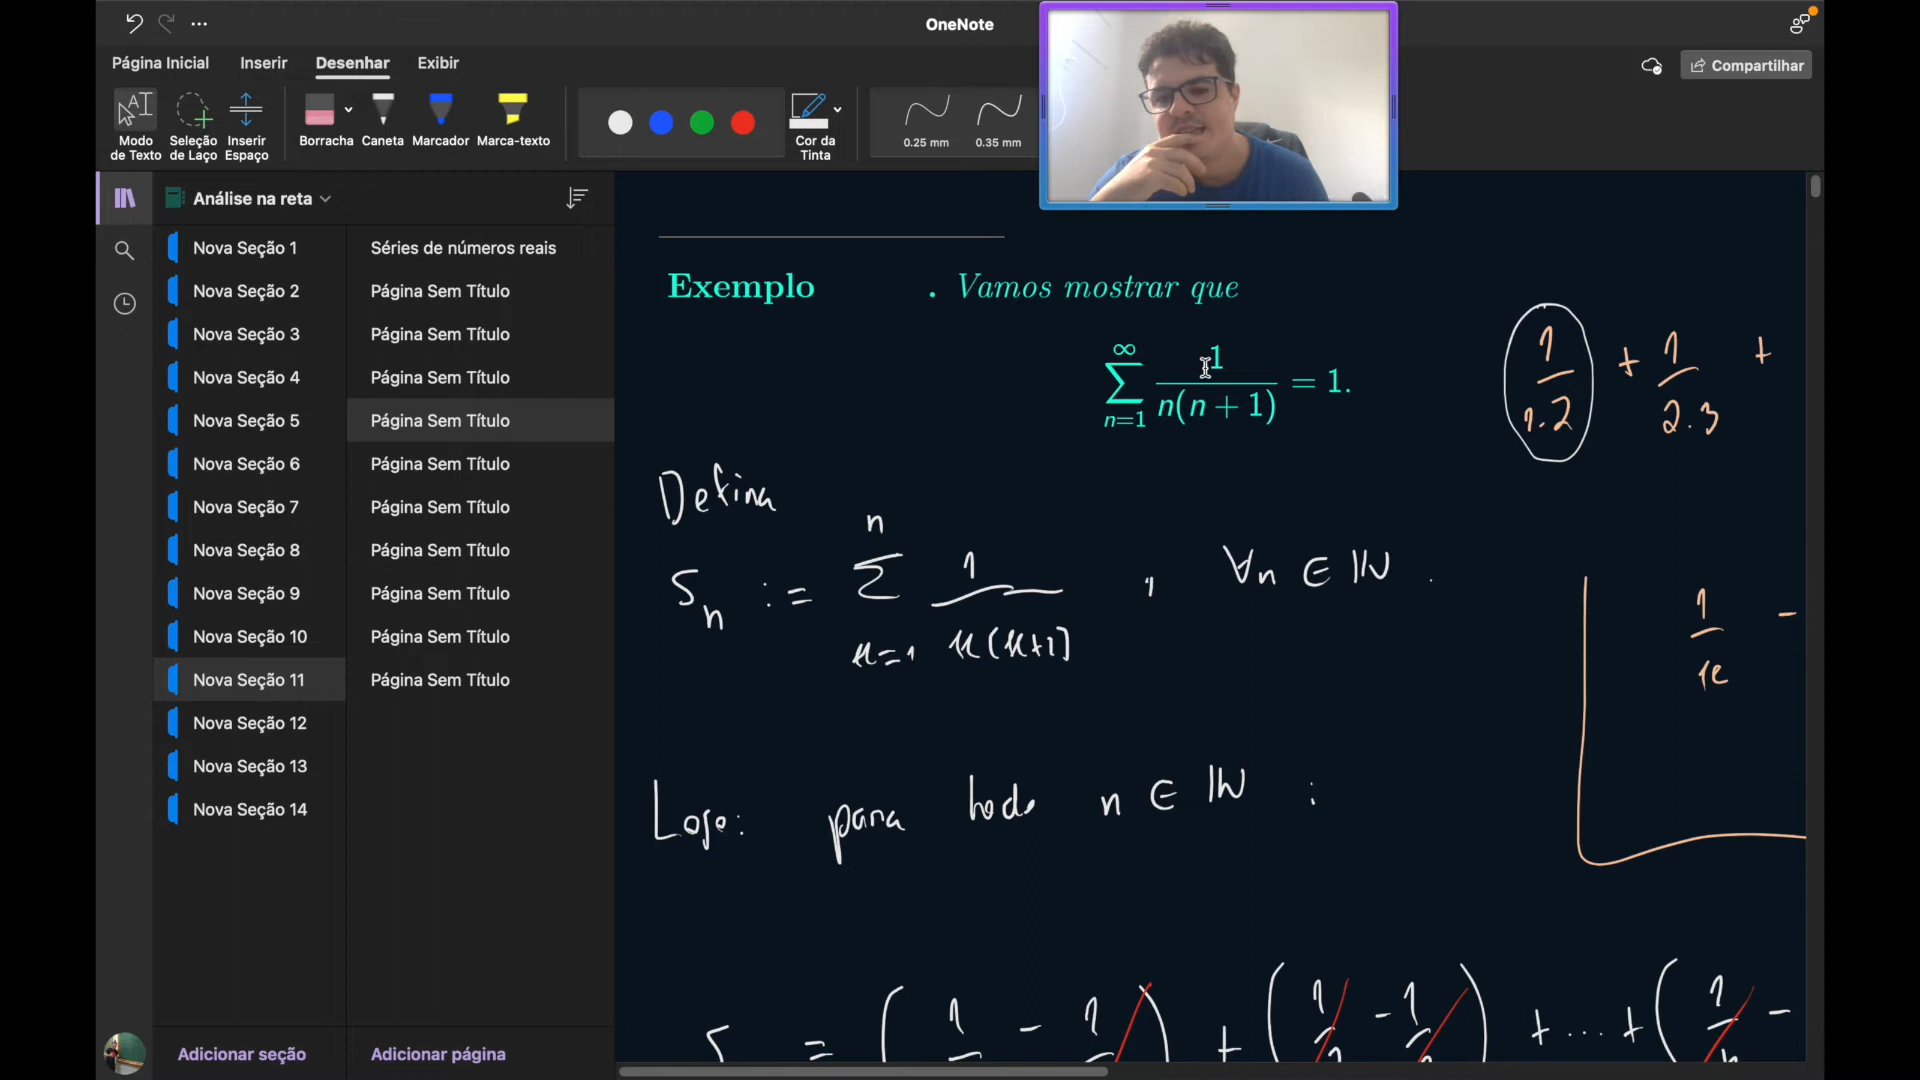 OneNote
Compartilhar
Página Inicial
Inserir
Desenhar
Exibir
Modo de Texto
Seleção de Laço
Inserir Espaço
Borracha
Caneta
Marcador
Marca-texto
Cor da Tinta
0.25 mm
0.35 mm
Análise na reta
Nova Seção 1
Nova Seção 2
Nova Seção 3
Nova Seção 4
Nova Seção 5
Nova Seção 6
Nova Seção 7
Nova Seção 8
Nova Seção 9
Nova Seção 10
Nova Seção 11
Nova Seção 12
Nova Seção 13
Nova Seção 14
Adicionar seção
Séries de números reais
Página Sem Título
Página Sem Título
Página Sem Título
Página Sem Título
Página Sem Título
Página Sem Título
Página Sem Título
Página Sem Título
Página Sem Título
Página Sem Título
Adicionar página
Exemplo . Vamos mostrar que
∑_{n=1}^{∞} 1/(n(n + 1)) = 1.
1/(1.2) + 1/(2.3) +
Defina
S_n := ∑_{k=1}^{n} 1/(k(k+1)) , ∀n ∈ ℕ .
1/k -
Logo: para todo n ∈ ℕ :